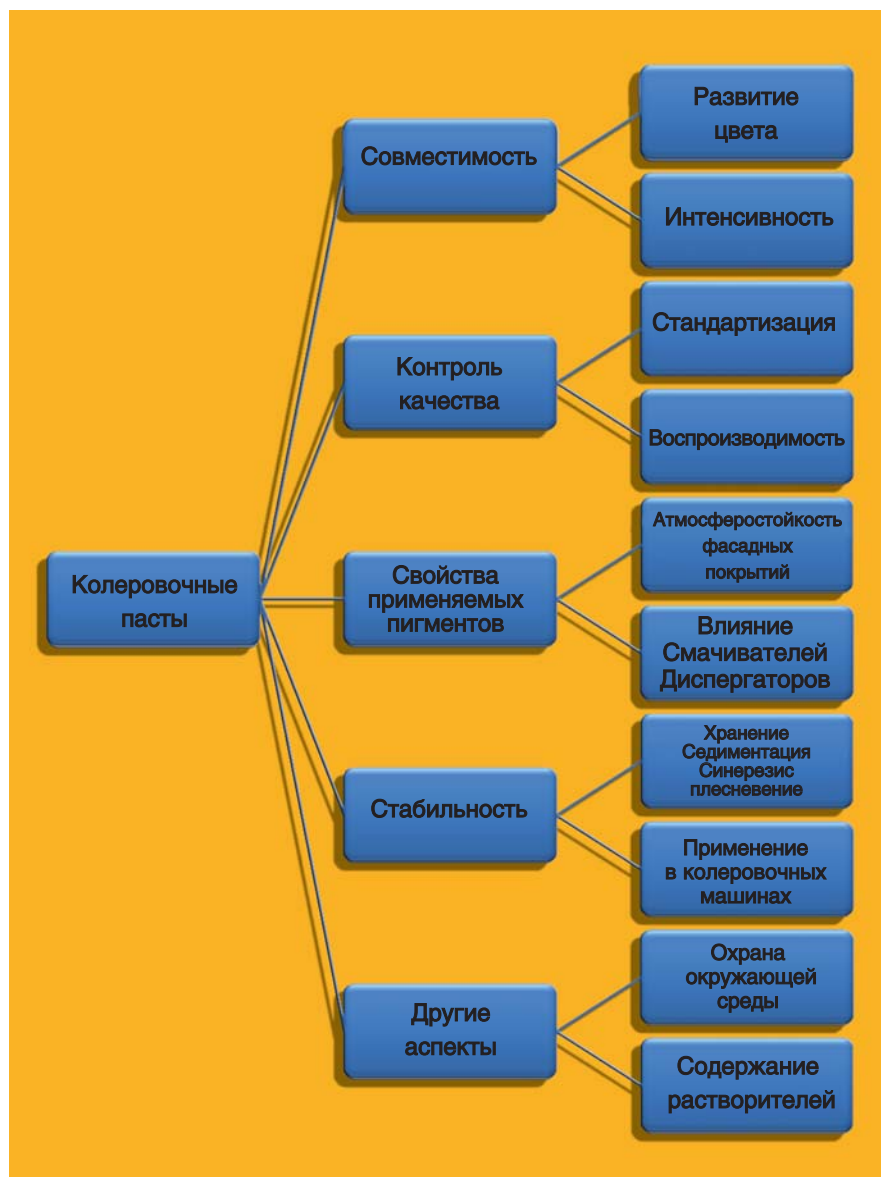 Колеровочные
пасты
Совместимость
Развитие
цвета
Интенсивность
Контроль
качества
Стандартизация
Воспроизводимость
Свойства
применяемых
пигментов
Атмосферостойкость
фасадных
покрытий
Влияние
Смачивателей
Диспергаторов
Стабильность
Хранение
Седиментация
Синерезис
плесневение
Применение
в колеровочных
машинах
Другие
аспекты
Охрана
окружающей
среды
Содержание
растворителей